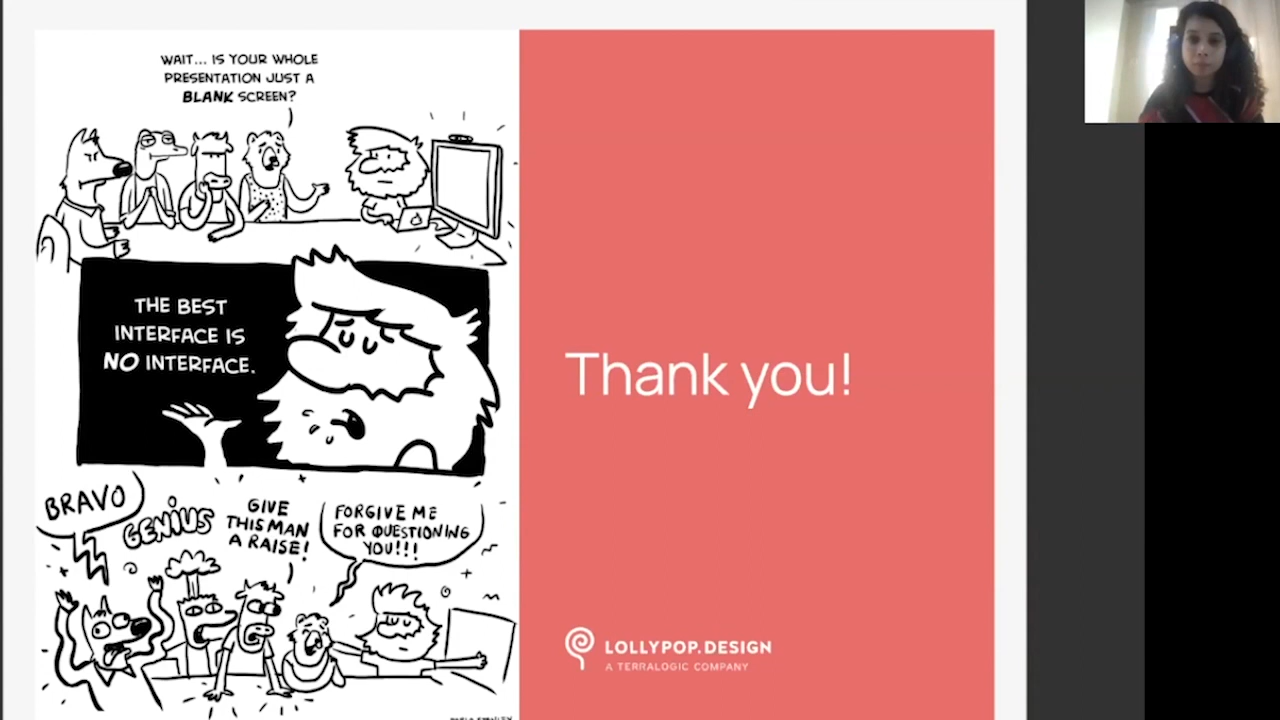 WAIT... IS YOUR WHOLE
PRESENTATION JUST A
BLANK SCREEN?
THE BEST
INTERFACE IS
NO INTERFACE.
BRAVO
GENIUS
GIVE
THIS MAN
A RAISE!
FORGIVE ME
FOR QUESTIONING
YOU!!!
Thank you!
LOLLYPOP.DESIGN
A TERRALOGIC COMPANY